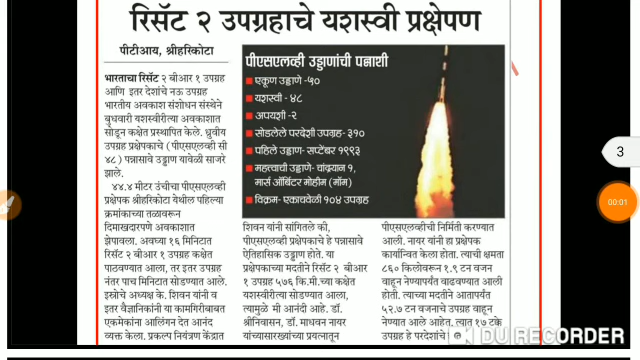 रिसॅट २ उपग्रहाचे यशस्वी प्रक्षेपण
पीटीआय, श्रीहरिकोटा
भारताचा रिसॅट २ बीआर १ उपग्रह
आणि इतर देशांचे नऊ उपग्रह
भारतीय अवकाश संशोधन संस्थेने
बुधवारी यशस्वीरीत्या अवकाशात
सोडून कक्षेत प्रस्थापित केले. ध्रुवीय
उपग्रह प्रक्षेपकाचे (पीएसएलव्ही सी
४८) पन्नासावे उड्डाण यावेळी साजरे
झाले.
४४.४ मीटर उंचीचा पीएसएलव्ही
प्रक्षेपक श्रीहरिकोटा येथील पहिल्या
क्रमांकाच्या तळावरून
दिमाखदारपणे अवकाशात
झेपावला. अवघ्या १६ मिनिटात
रिसॅट २ बीआर १ उपग्रह कक्षेत
पाठवण्यात आला, तर इतर उपग्रह
नंतर पाच मिनिटात सोडण्यात आले.
इस्रोचे अध्यक्ष के. शिवन यांनी व
इतर वैज्ञानिकांनी या कामगिरीबाबत
एकमेकांना आलिंगन देत आनंद
व्यक्त केला. प्रकल्प नियंत्रण केंद्रात
पीएसएलव्ही उड्डाणांची पन्नाशी
एकूण उड्डाणे -५०
यशस्वी - ४८
अपयशी -२
सोडलेले परदेशी उपग्रह- ३१०
पहिले उड्डाण- सप्टेंबर १९९३
महत्त्वाची उड्डाणे- चांद्रयान १,
मार्स ऑर्बिटर मोहीम (मॉम)
विक्रम- एकाचवेळी १०४ उपग्रह
शिवन यांनी सांगितले की,
पीएसएलव्ही प्रक्षेपकाचे हे पन्नासावे
ऐतिहासिक उड्डाण होते. या
प्रक्षेपकाच्या मदतीने रिसॅट २ बीआर
१ उपग्रह ५७६ कि.मी.च्या कक्षेत
यशस्वीरीत्या सोडण्यात आला,
त्यामुळे मी आनंदी आहे. डॉ.
श्रीनिवासन, डॉ. माधवन नायर
यांच्यासारख्यांच्या प्रयत्नातून
पीएसएलव्हीची निर्मिती करण्यात
आली. नायर यांनी हा प्रक्षेपक
कार्यान्वित केला होता. त्याची क्षमता
८६० किलोवरून १.९ टन वजन
वाहून नेण्यापर्यंत वाढवण्यात आली
होती. त्याच्या मदतीने आतापर्यंत
५२.७ टन वजनाचे उपग्रह वाहून
नेण्यात आले आहेत. त्यात १७ टक्के
उपग्रह हे परदेशांचे
3
00:01
DU RECORDER